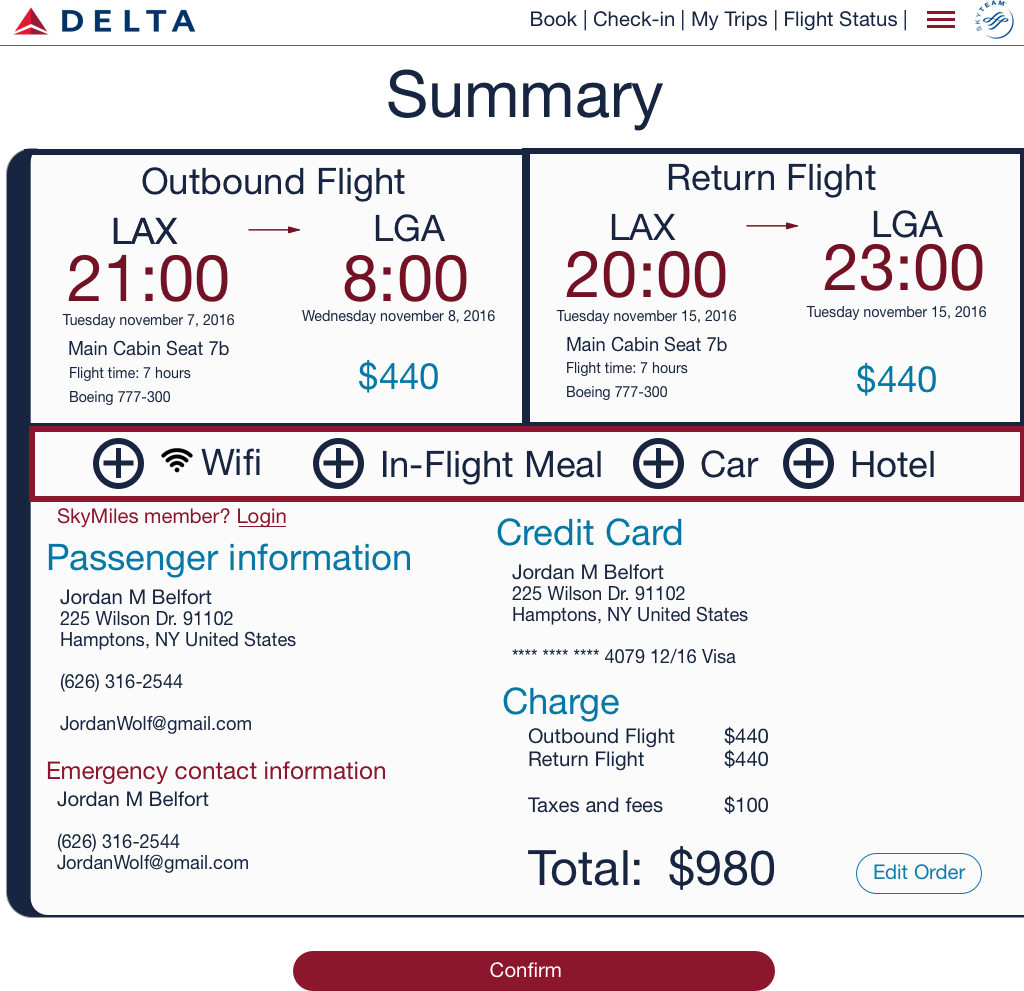 DELTA
Book | Check-in | My Trips | Flight Status |
SKYTEAM
Summary
Outbound Flight
LAX
LGA
21:00
8:00
Tuesday november 7, 2016
Wednesday november 8, 2016
Main Cabin Seat 7b
Flight time: 7 hours
Boeing 777-300
$440
Return Flight
LAX
LGA
20:00
23:00
Tuesday november 15, 2016
Tuesday november 15, 2016
Main Cabin Seat 7b
Flight time: 7 hours
Boeing 777-300
$440
Wifi
In-Flight Meal
Car
Hotel
SkyMiles member? Login
Passenger information
Jordan M Belfort
225 Wilson Dr. 91102
Hamptons, NY United States
(626) 316-2544
JordanWolf@gmail.com
Emergency contact information
Jordan M Belfort
(626) 316-2544
JordanWolf@gmail.com
Credit Card
Jordan M Belfort
225 Wilson Dr. 91102
Hamptons, NY United States
**** **** **** 4079 12/16 Visa
Charge
Outbound Flight $440
Return Flight $440
Taxes and fees $100
Total: $980
Edit Order
Confirm